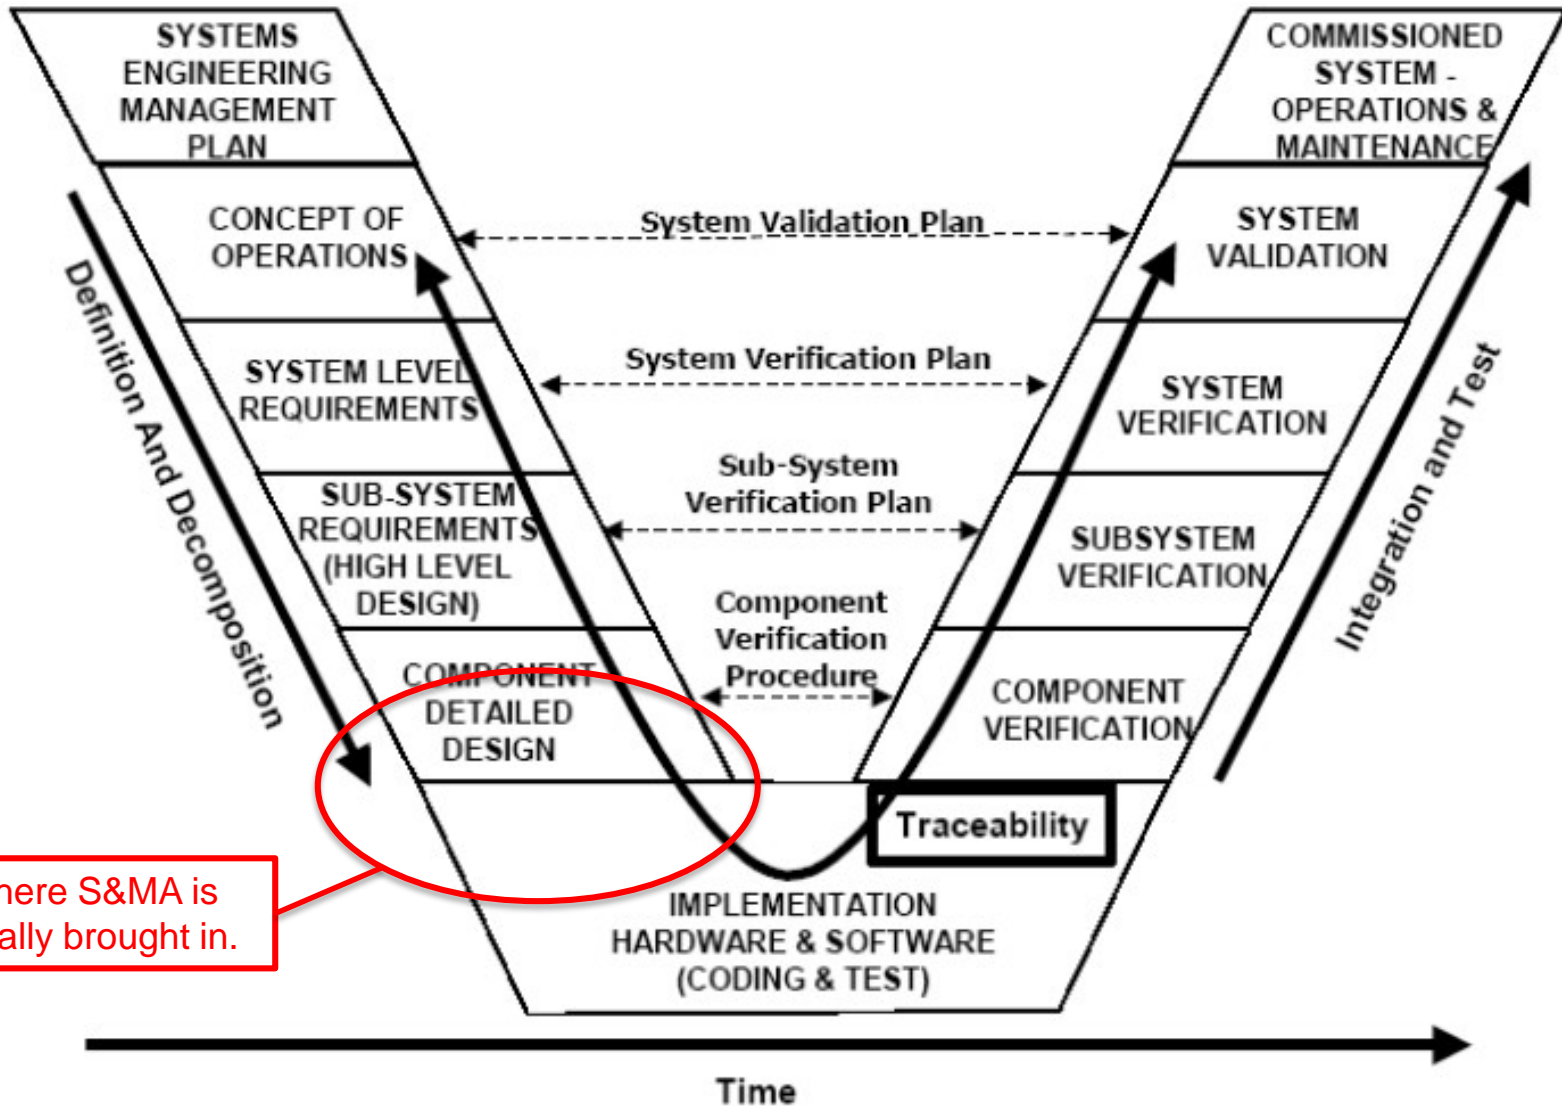 SYSTEMS
ENGINEERING
MANAGEMENT
PLAN
COMMISSIONED
SYSTEM -
OPERATIONS &
MAINTENANCE
CONCEPT OF
OPERATIONS
System Validation Plan
SYSTEM
VALIDATION
Definition And Decomposition
SYSTEM LEVEL
REQUIREMENTS
System Verification Plan
SYSTEM
VERIFICATION
Integration and Test
SUB-SYSTEM
REQUIREMENTS
(HIGH LEVEL
DESIGN)
Sub-System
Verification Plan
SUBSYSTEM
VERIFICATION
COMPONENT
DETAILED
DESIGN
Component
Verification
Procedure
COMPONENT
VERIFICATION
Traceability
here S&MA is
ally brought in.
IMPLEMENTATION
HARDWARE & SOFTWARE
(CODING & TEST)
Time